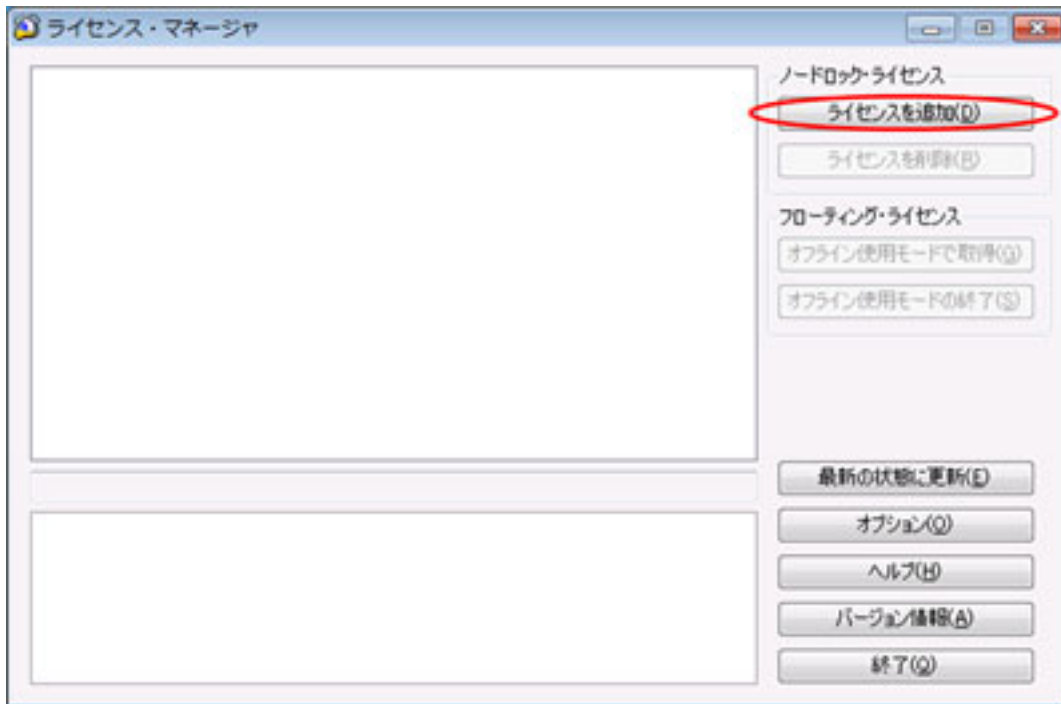 ライセンス・マネージャ
ノードロック・ライセンス
ライセンスを追加(D)
ライセンスを削除(R)
フローティング・ライセンス
オフライン使用モードで取得(G)
オフライン使用モードの終了(S)
最新の状態に更新(E)
オプション(O)
ヘルプ(H)
バージョン情報(A)
終了(Q)